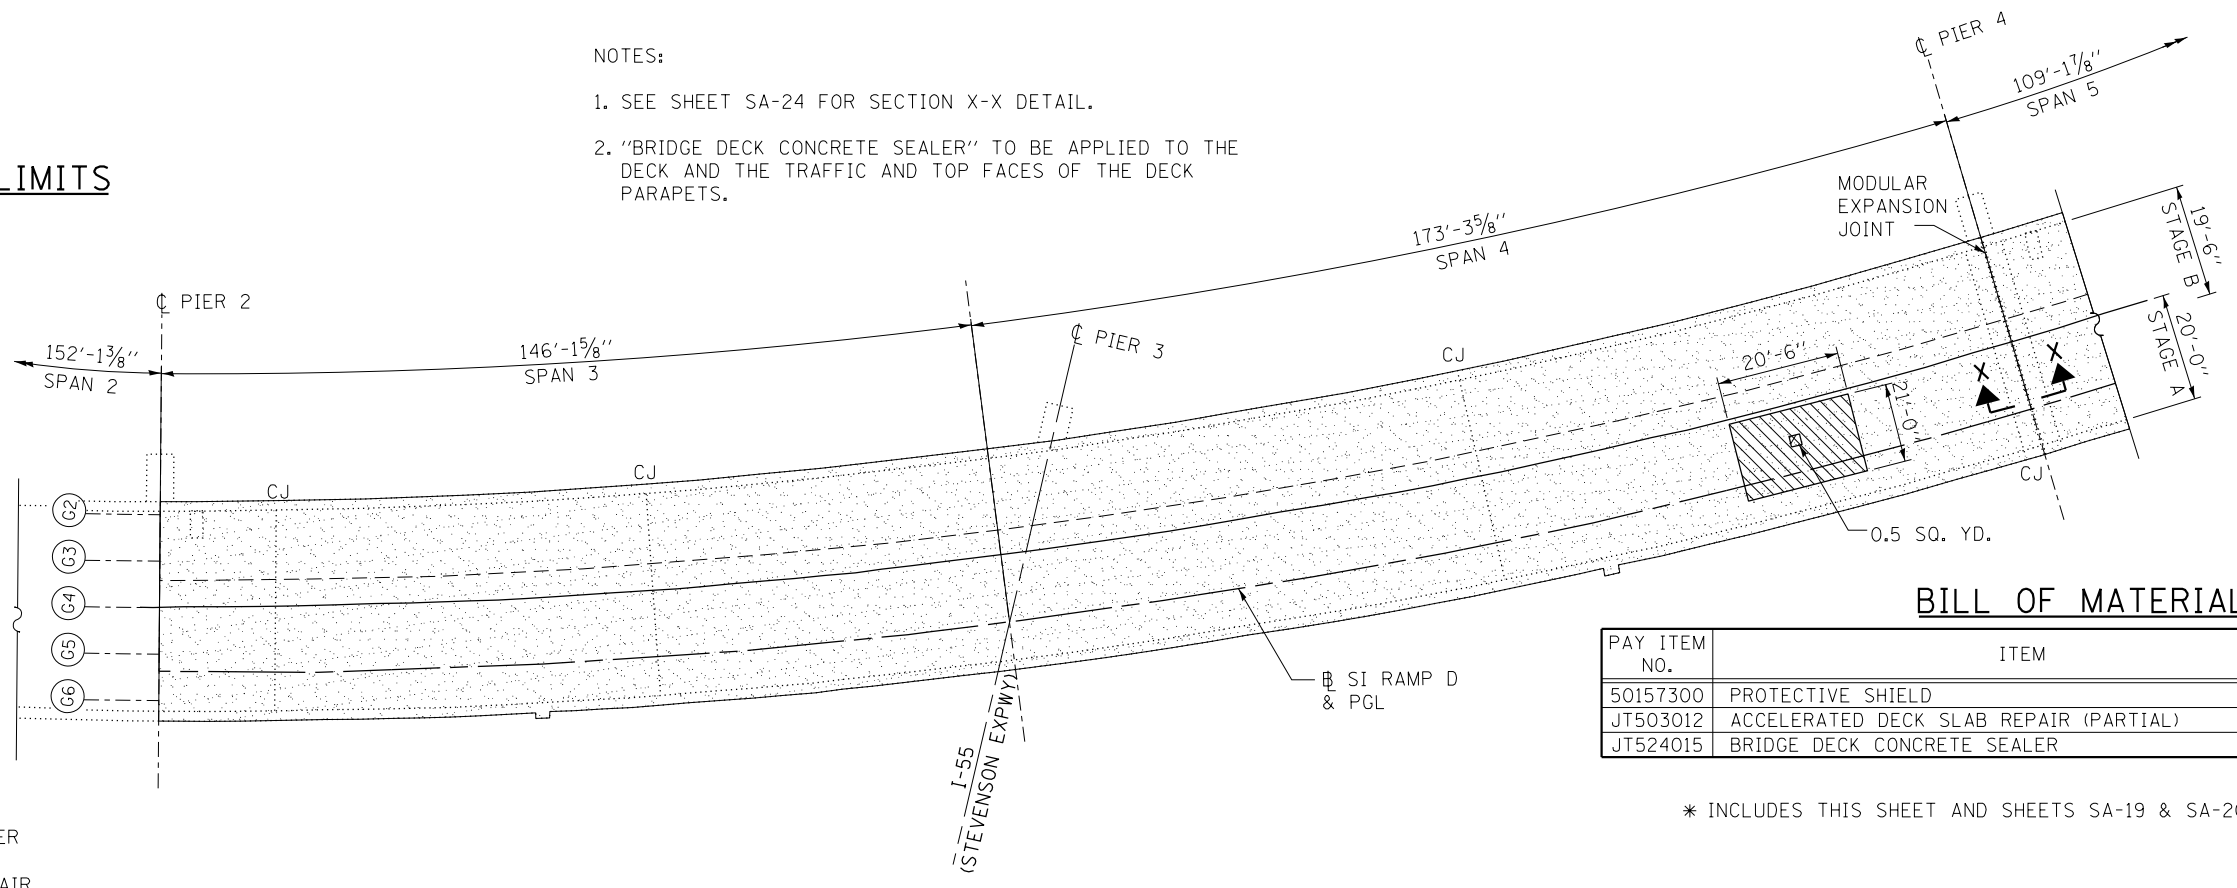 NOTES:
1. SEE SHEET SA-24 FOR SECTION X-X DETAIL.
2. "BRIDGE DECK CONCRETE SEALER" TO BE APPLIED TO THE
DECK AND THE TRAFFIC AND TOP FACES OF THE DECK
PARAPETS.
LIMITS
℄ PIER 4
109'-1⅞"
SPAN 5
MODULAR
EXPANSION
JOINT
173'-3⅝"
SPAN 4
19'-6"
STAGE B
20'-0"
STAGE A
℄ PIER 2
152'-1⅜"
SPAN 2
146'-1⅝"
SPAN 3
℄ PIER 3
CJ
CJ
CJ
20'-6"
21'-0"
X
X
CJ
G2
G3
G4
G5
G6
0.5 SQ. YD.
SI RAMP D
& PGL
I-55
(STEVENSON EXPWY)
BILL OF MATERIAL
PAY ITEM
NO.
ITEM
50157300 PROTECTIVE SHIELD
JT503012 ACCELERATED DECK SLAB REPAIR (PARTIAL)
JT524015 BRIDGE DECK CONCRETE SEALER
* INCLUDES THIS SHEET AND SHEETS SA-19 & SA-20
ER
AIR